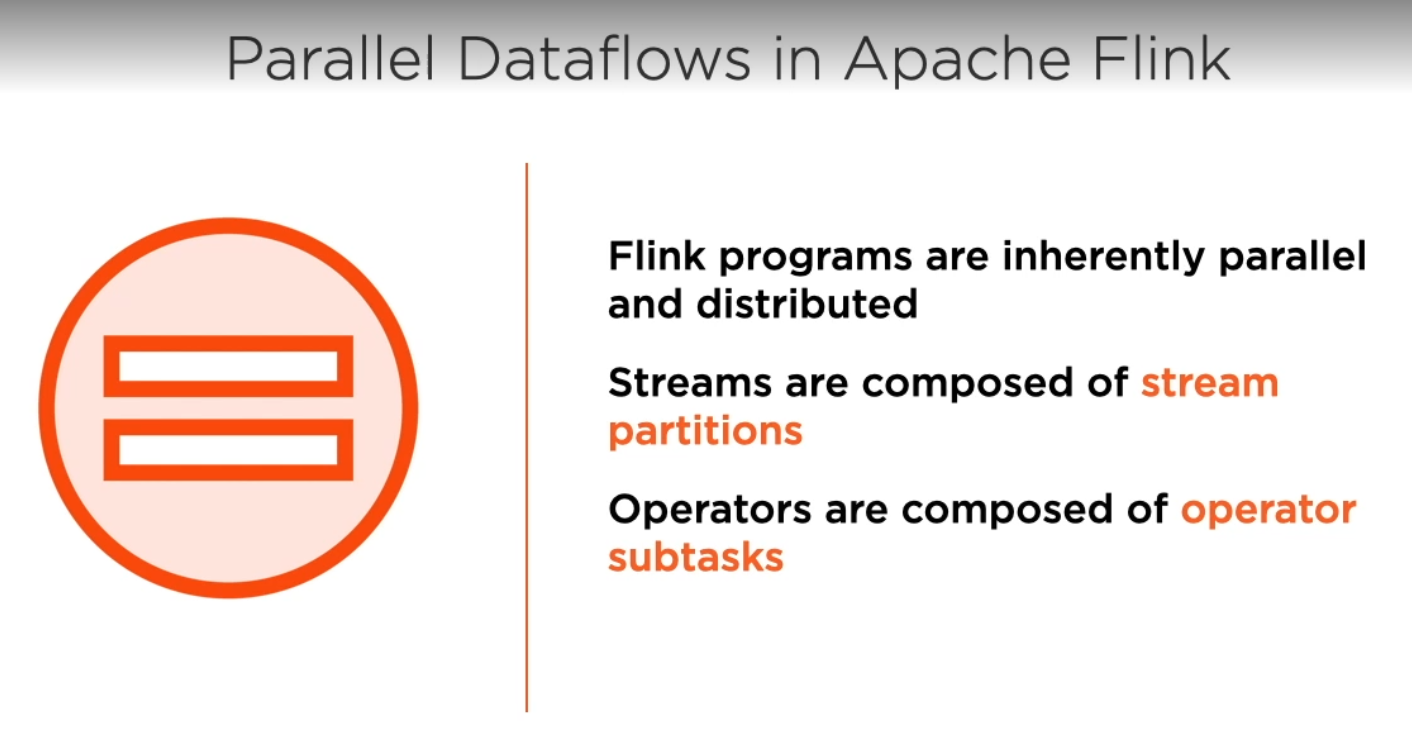 Parallel Dataflows in Apache Flink
Flink programs are inherently parallel
and distributed
Streams are composed of stream
partitions
Operators are composed of operator
subtasks